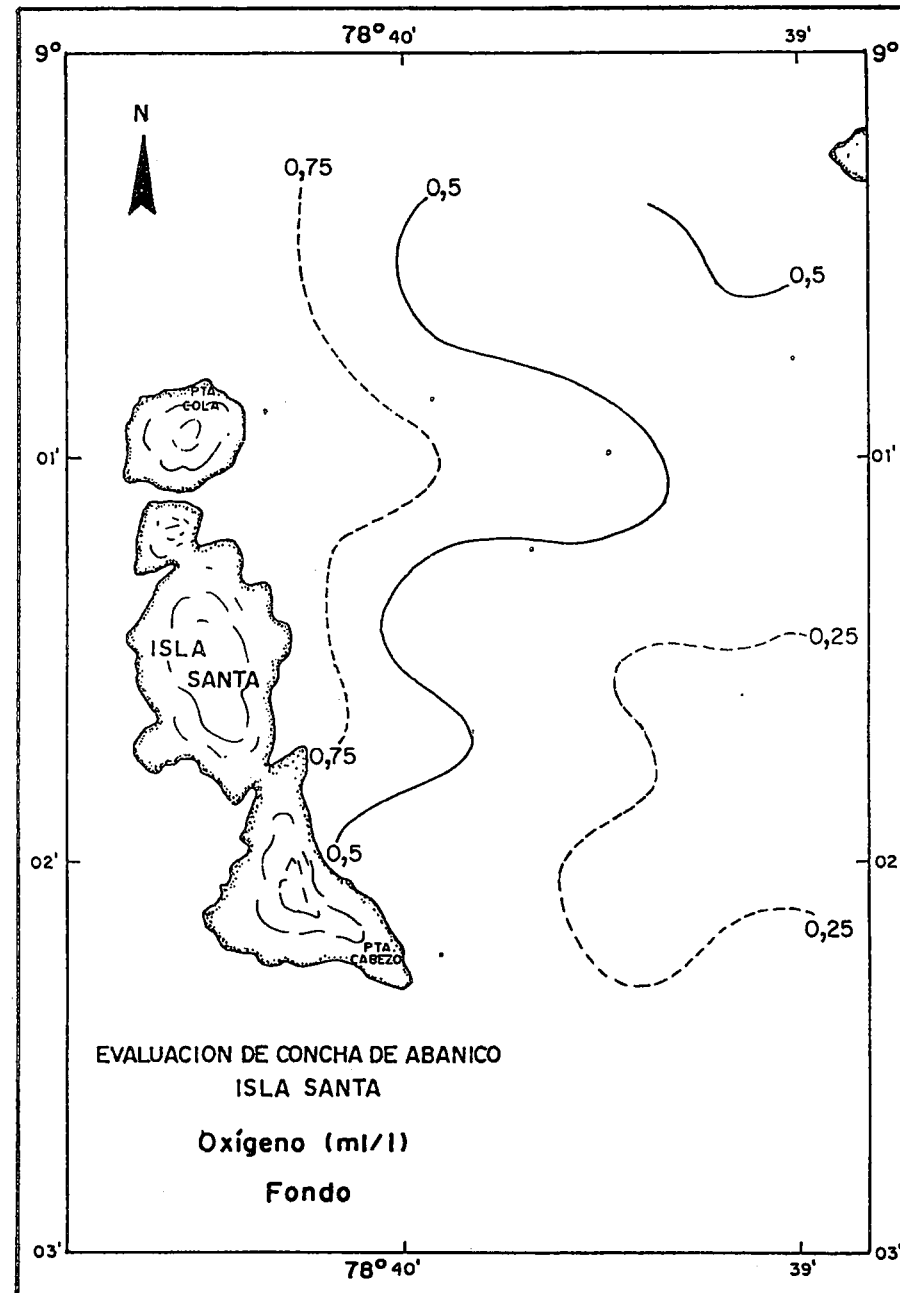 78° 40' 39'
9° 9°
N
0,75
0,5
0,5
PTA
COLA
01' 01'
0,25
ISLA
SANTA
0,75
0,5
02' 02
0,25
PTA
CABEZO
EVALUACION DE CONCHA DE ABANICO
ISLA SANTA
Oxígeno (ml/l)
Fondo
03' 03'
78° 40' 39'